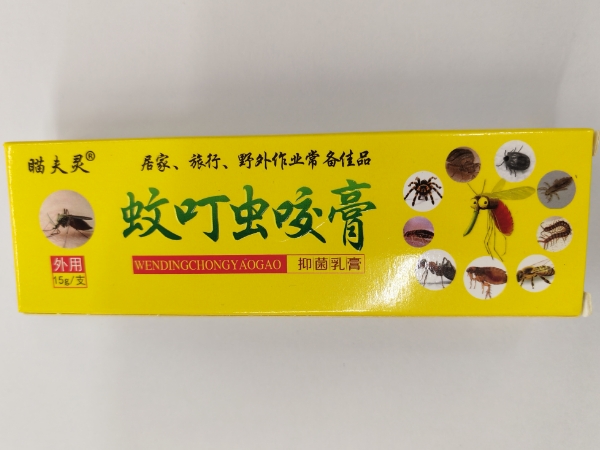 瞄夫灵®
居家、旅行、野外作业常备佳品
蚊叮虫咬膏
外用
15g/支
WENDINGCHONGYAOGAO
抑菌乳膏